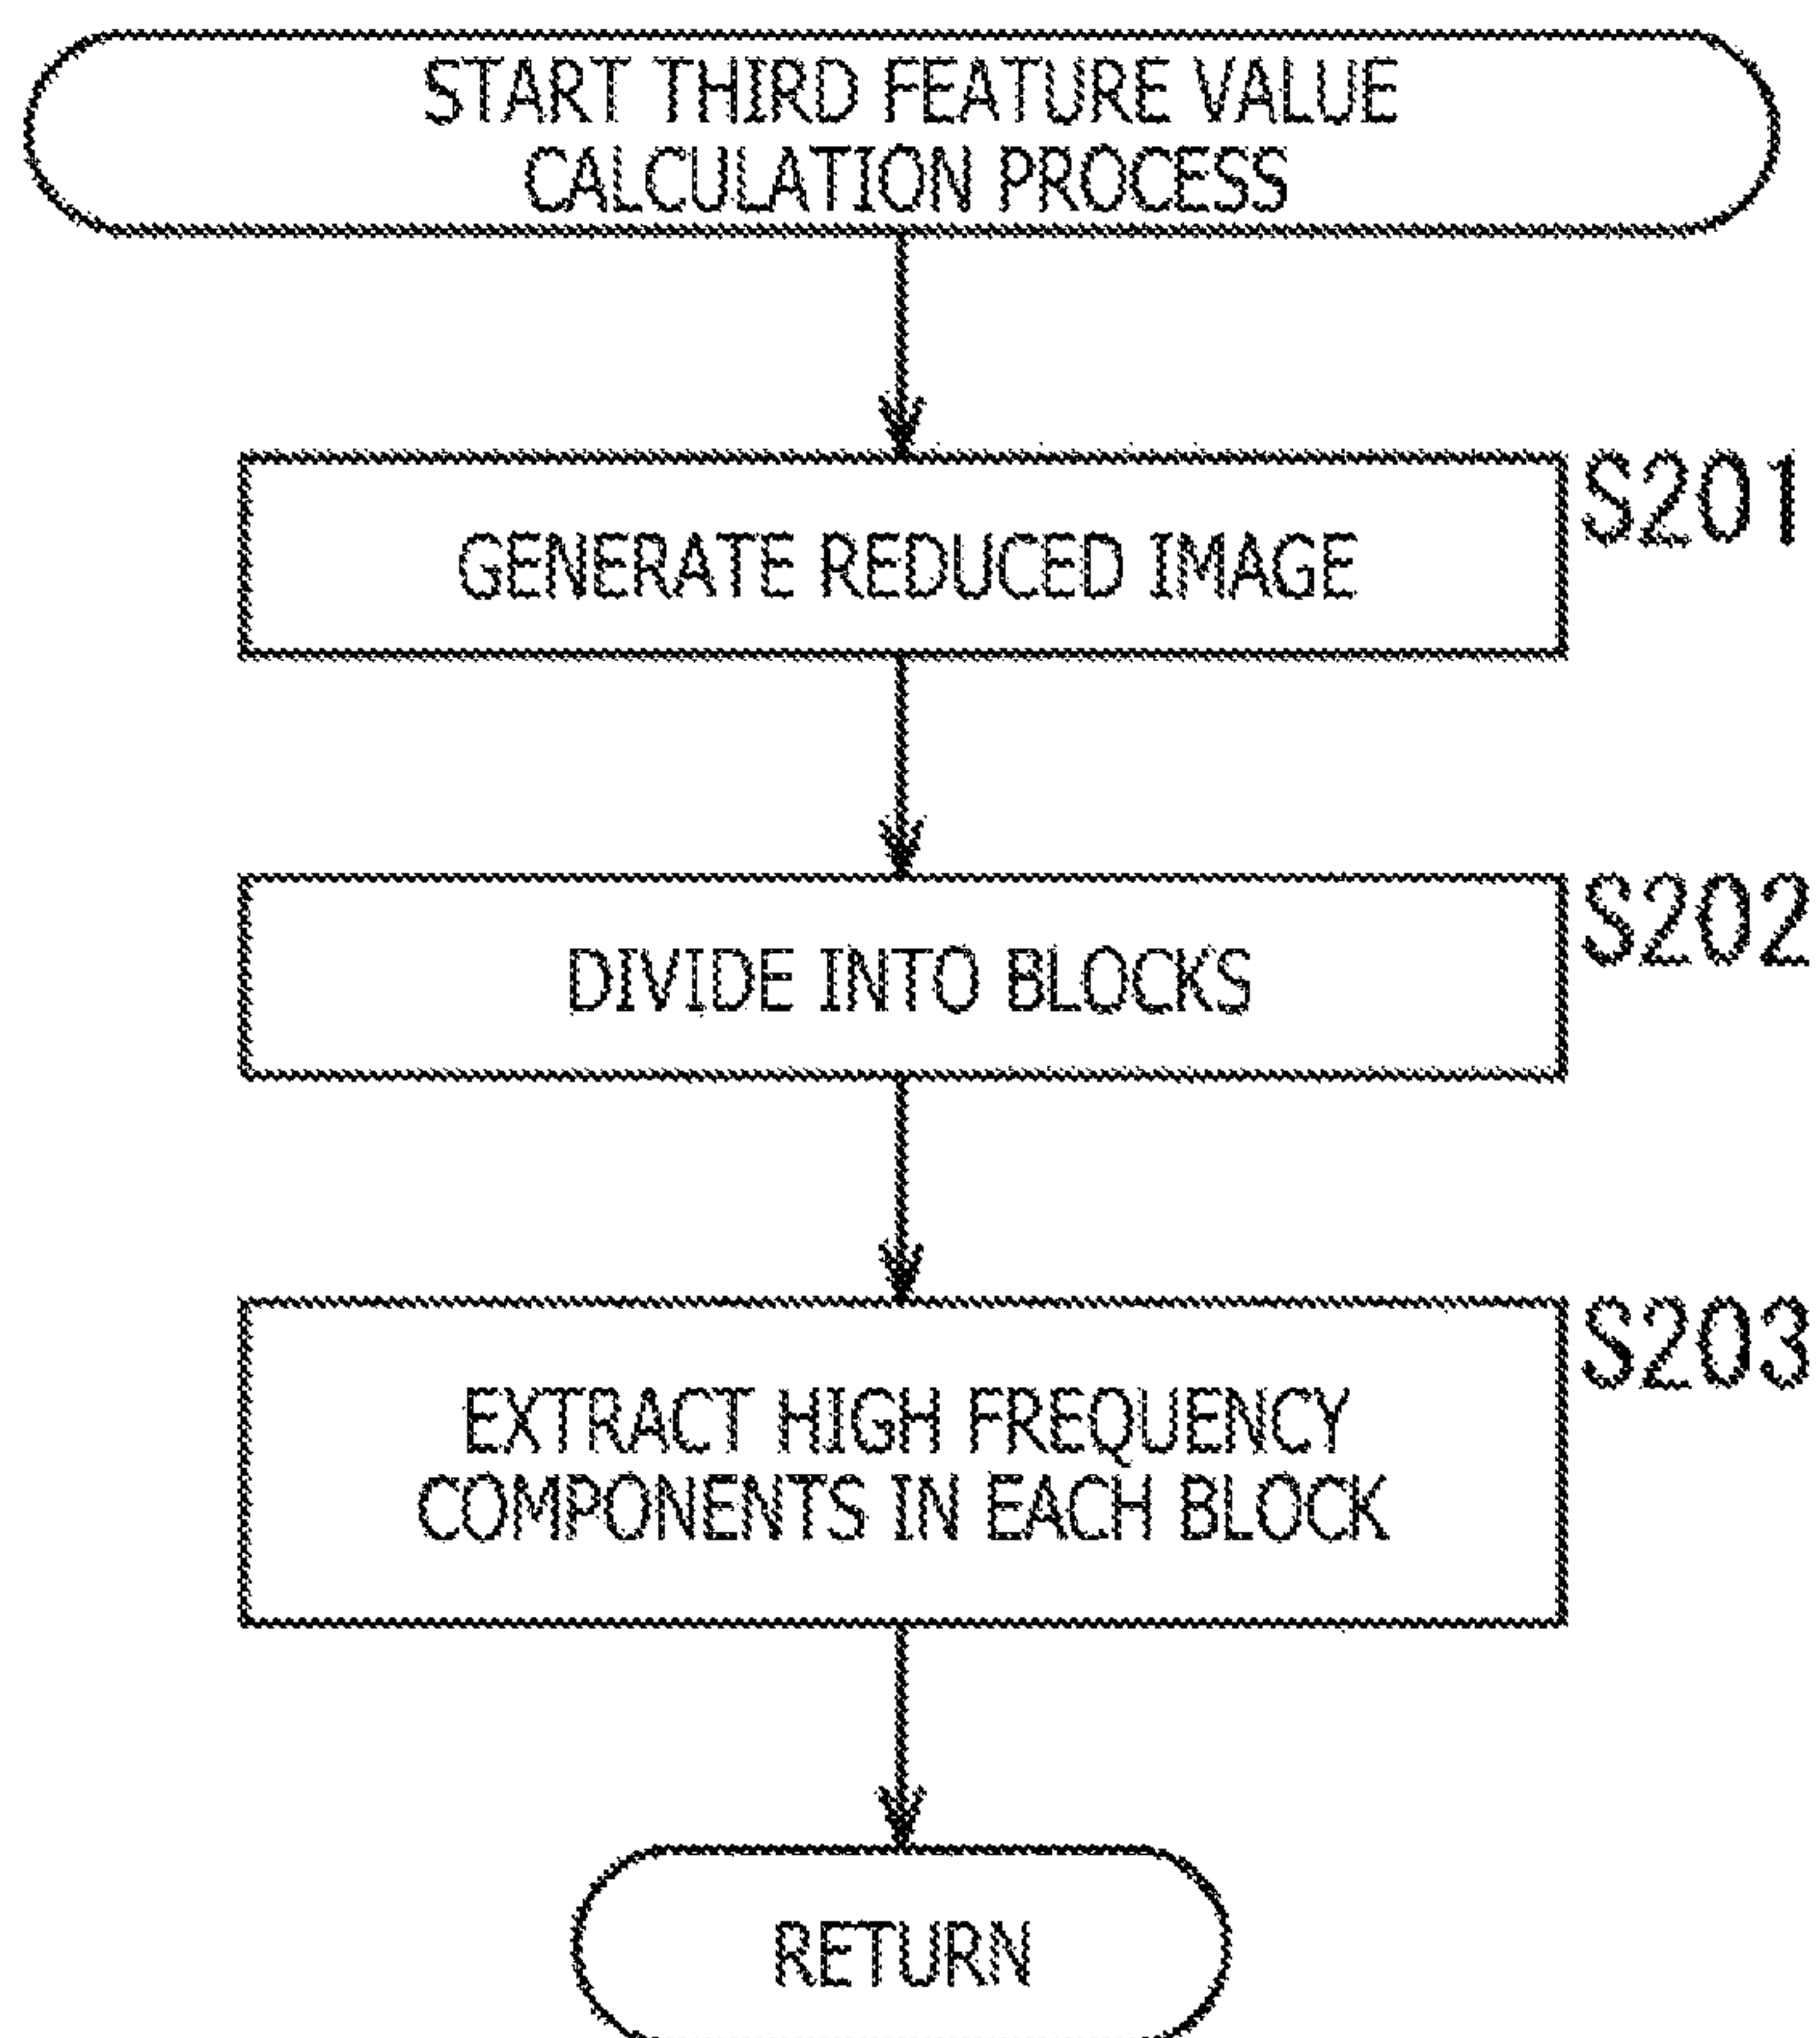 START THIRD FEATURE VALUE
CALCULATION PROCESS
S201
GENERATE REDUCED IMAGE
S202
DIVIDE INTO BLOCKS
S203
EXTRACT HIGH FREQUENCY
COMPONENTS IN EACH BLOCK
RETURN